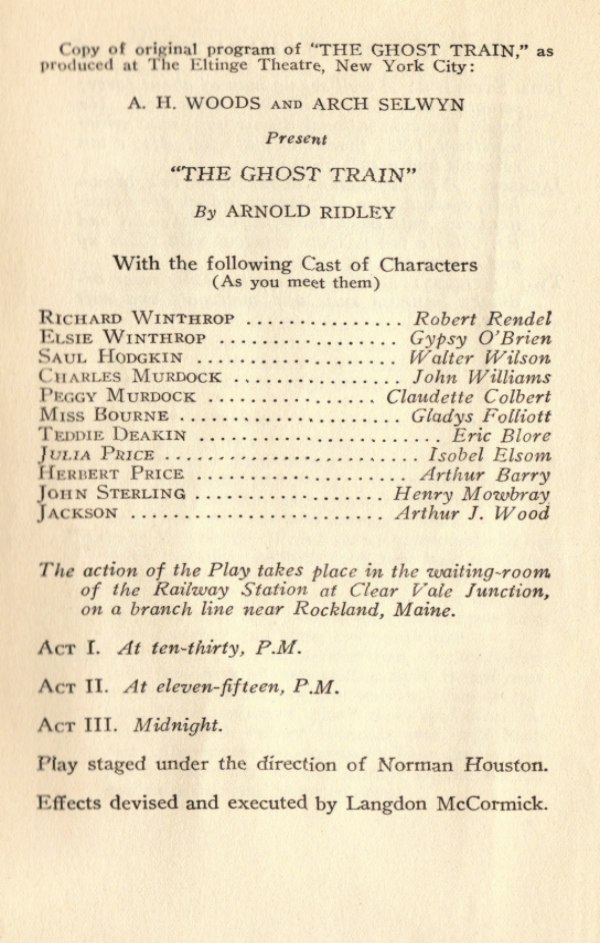 Copy of original program of "THE GHOST TRAIN," as
produced at The Eltinge Theatre, New York City:
A. H. WOODS AND ARCH SELWYN
Present
"THE GHOST TRAIN"
By ARNOLD RIDLEY
With the following Cast of Characters
(As you meet them)
RICHARD WINTHROP ............... Robert Rendel
ELSIE WINTHROP ................. Gypsy O'Brien
SAUL HODGKIN .................. Walter Wilson
CHARLES MURDOCK ............... John Williams
PEGGY MURDOCK ................ Claudette Colbert
MISS BOURNE .................... Gladys Folliott
TEDDIE DEAKIN ...................... Eric Blore
JULIA PRICE ........................ Isobel Elsom
HERBERT PRICE .................... Arthur Barry
JOHN STERLING ................. Henry Mowbray
JACKSON ........................ Arthur J. Wood
The action of the Play takes place in the waiting-room
of the Railway Station at Clear Vale Junction,
on a branch line near Rockland, Maine.
ACT I. At ten-thirty, P.M.
ACT II. At eleven-fifteen, P.M.
ACT III. Midnight.
Play staged under the direction of Norman Houston.
Effects devised and executed by Langdon McCormick.